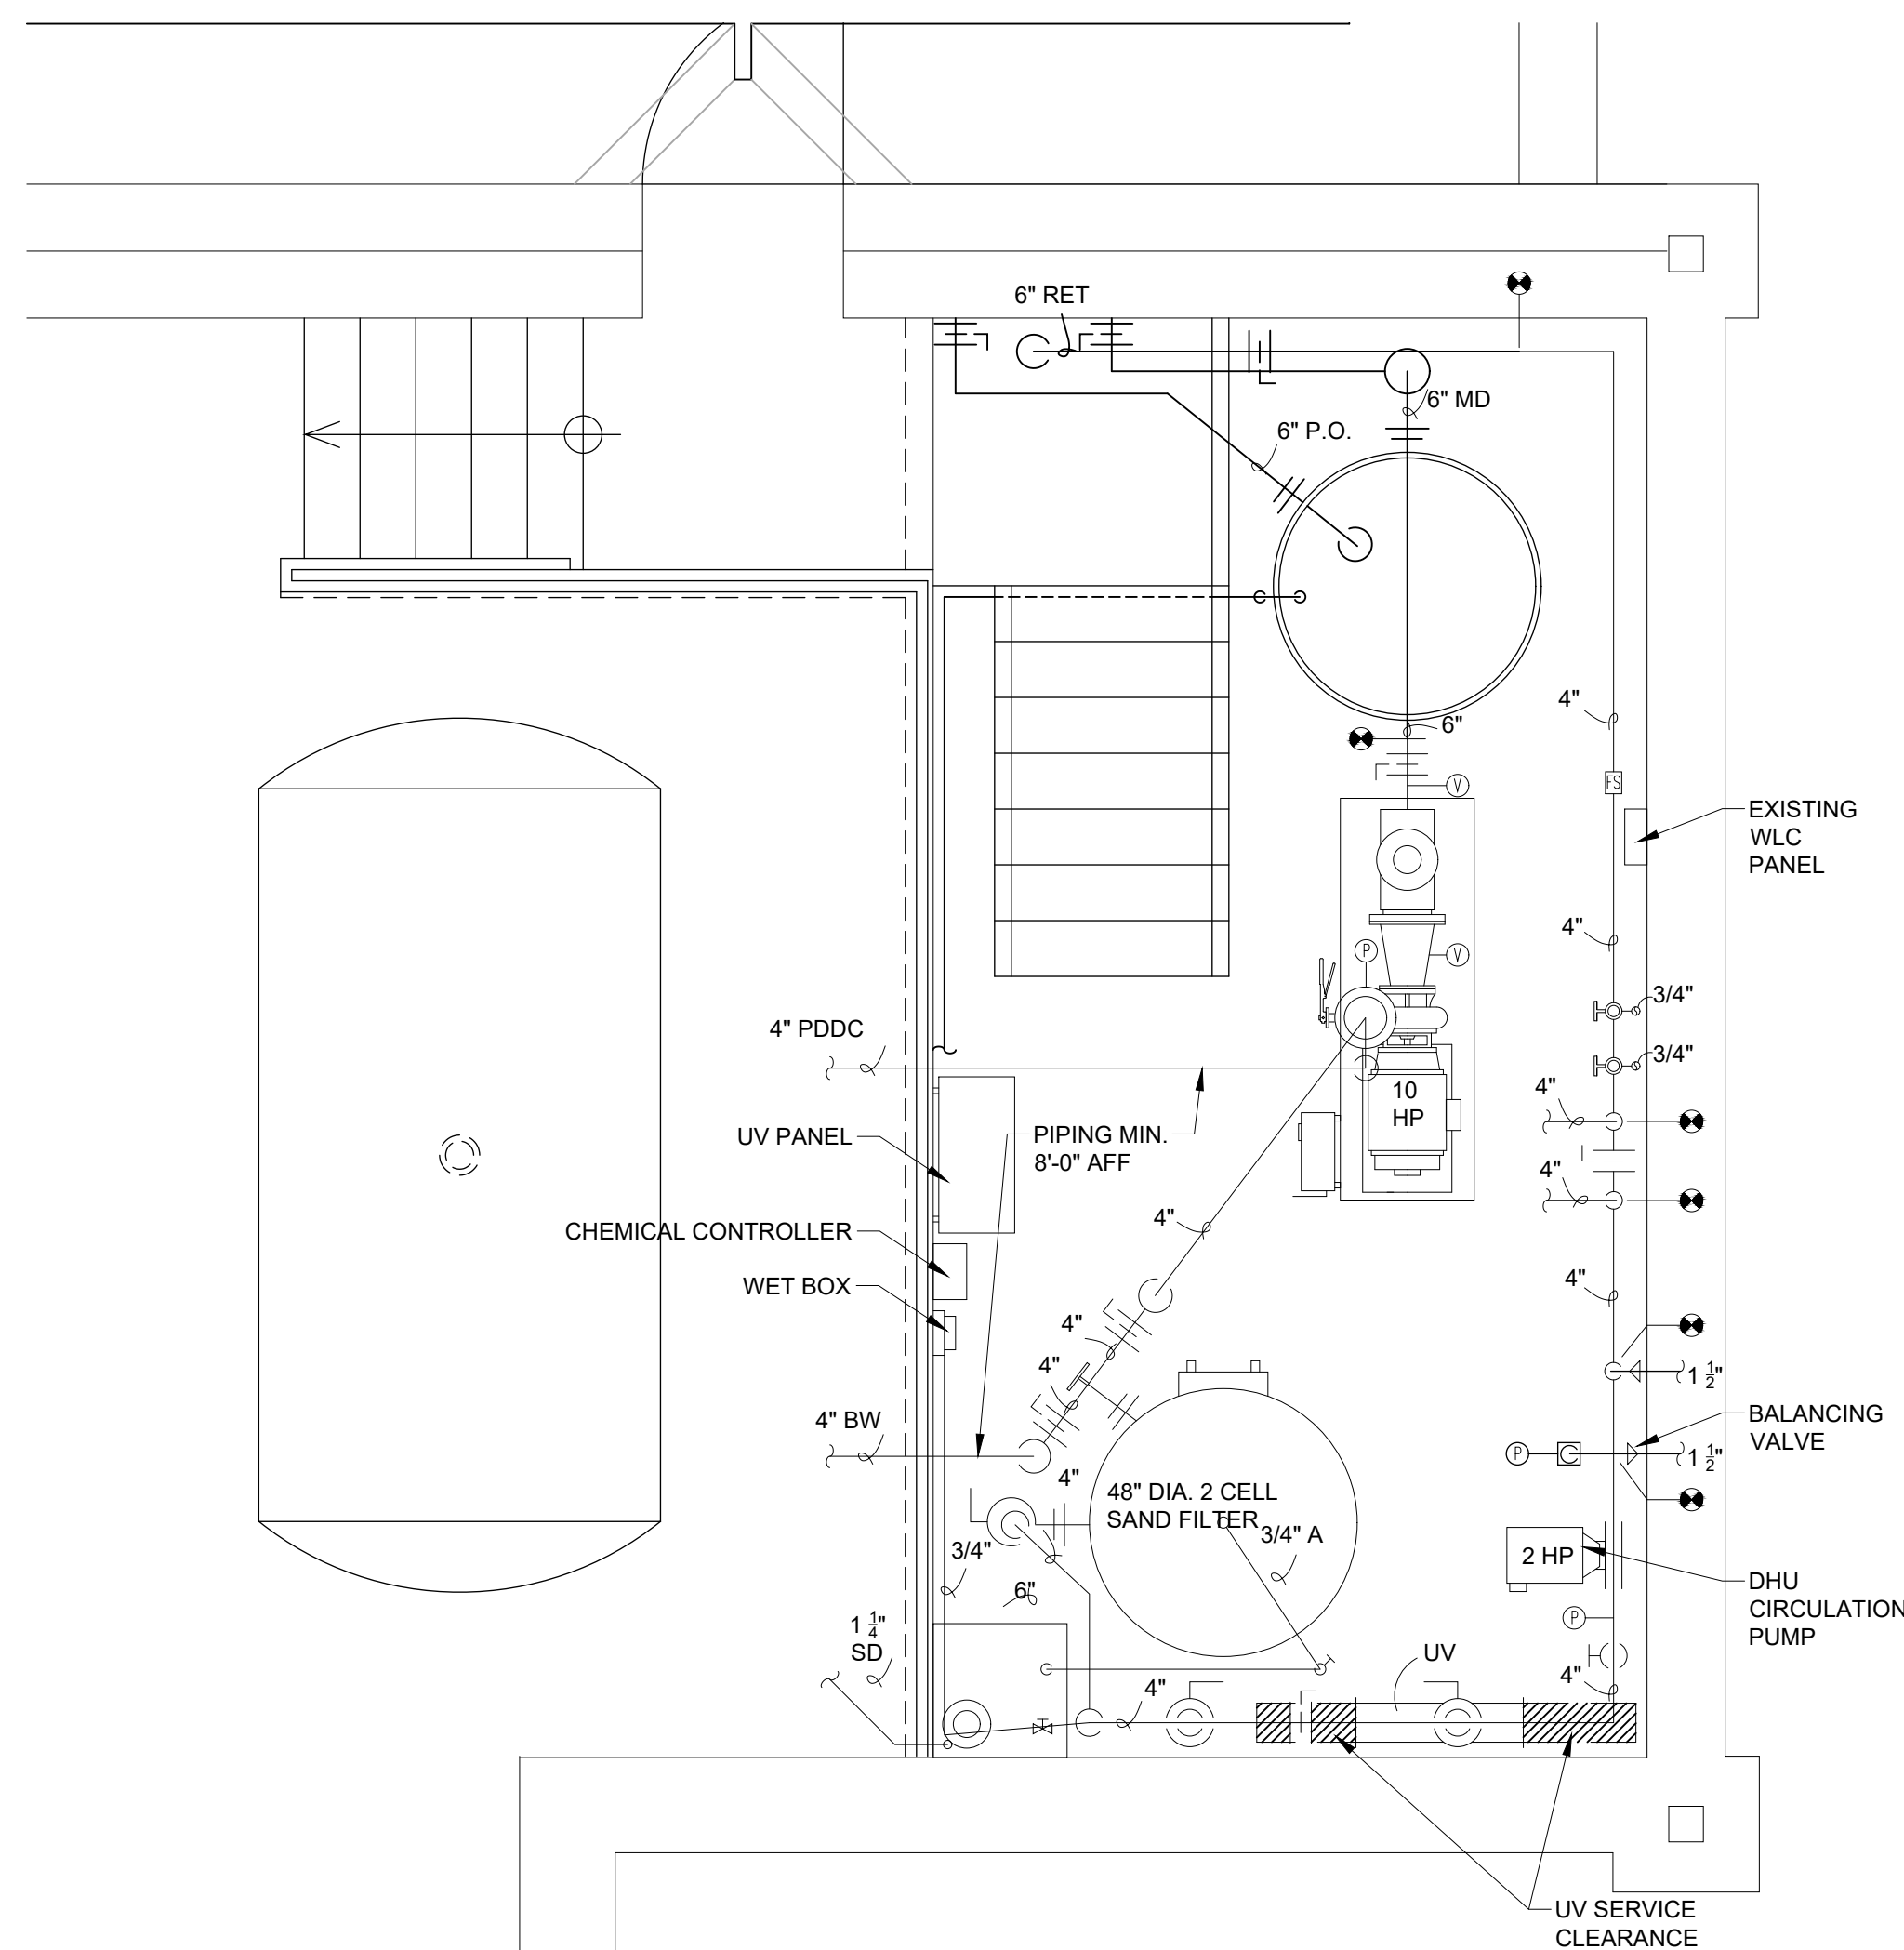 6" RET
6" MD
6" P.O.
4"
6"
V
FS
EXISTING
WLC
PANEL
4"
P
V
3/4"
4" PDDC
3/4"
10
HP
4"
UV PANEL
PIPING MIN.
8'-0" AFF
4"
4"
CHEMICAL CONTROLLER
4"
WET BOX
4"
4"
1 1/2"
4" BW
BALANCING
VALVE
P
1 1/2"
4"
48" DIA. 2 CELL
SAND FILTER
3/4" A
3/4"
2 HP
6"
DHU
CIRCULATION
PUMP
P
1 1/4"
SD
UV
4"
4"
UV SERVICE
CLEARANCE